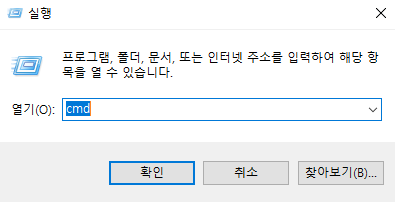 실행
프로그램, 폴더, 문서, 또는 인터넷 주소를 입력하여 해당 항
목을 열 수 있습니다.
열기(O): cmd
확인 취소 찾아보기(B)...